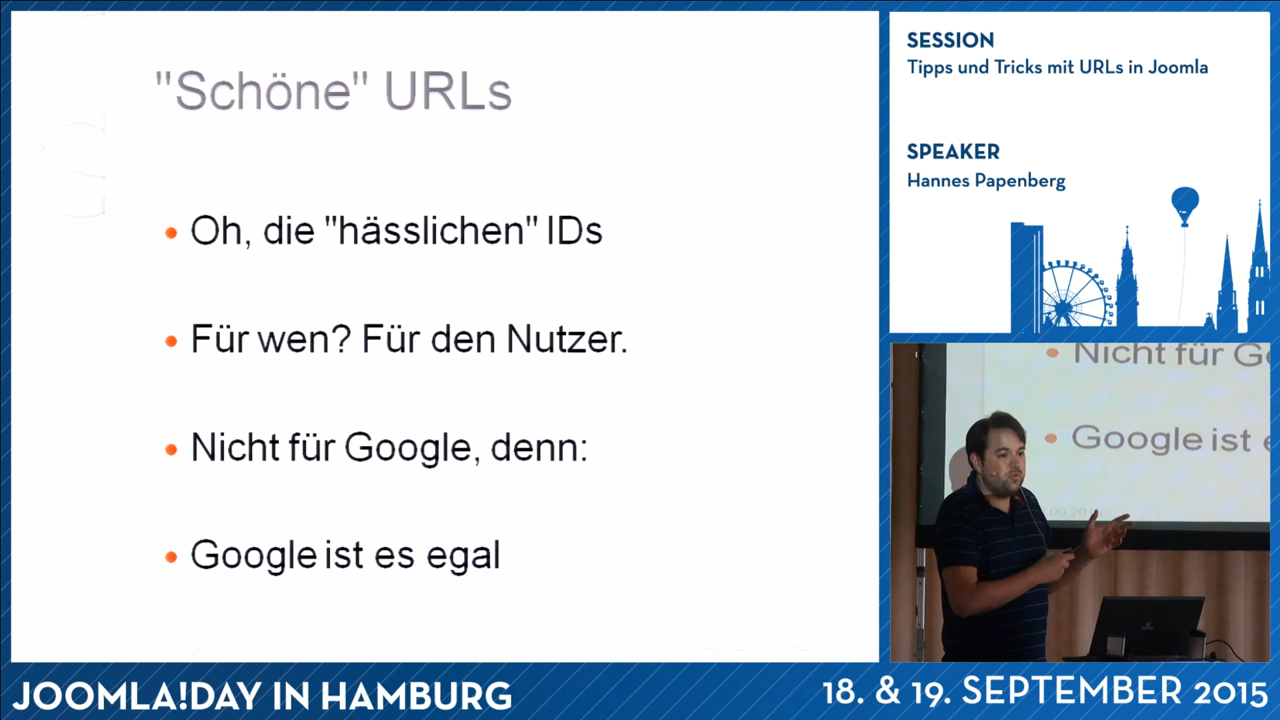 "Schöne" URLs
Oh, die "hässlichen" IDs
Für wen? Für den Nutzer.
Nicht für Google, denn:
Google ist es egal
SESSION
Tipps und Tricks mit URLs in Joomla
SPEAKER
Hannes Papenberg
Nicht für Go
Google ist e
JOOMLA!DAY IN HAMBURG
18. & 19. SEPTEMBER 2015